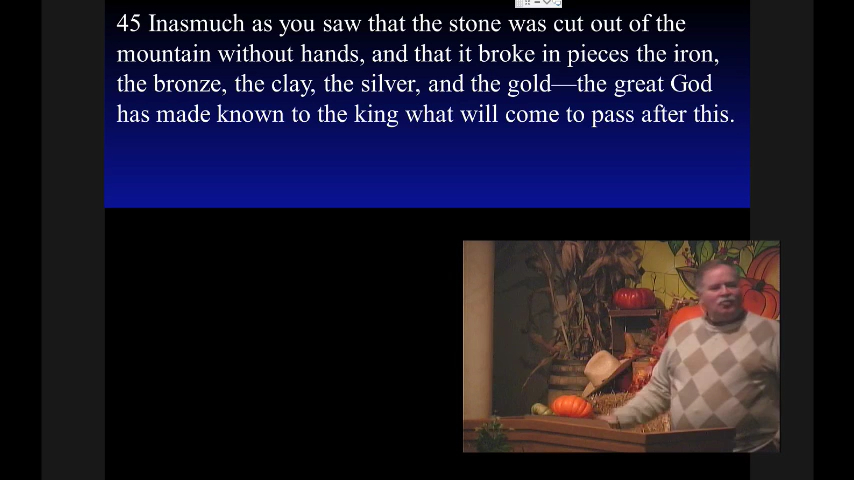 45 Inasmuch as you saw that the stone was cut out of the
mountain without hands, and that it broke in pieces the iron,
the bronze, the clay, the silver, and the gold—the great God
has made known to the king what will come to pass after this.